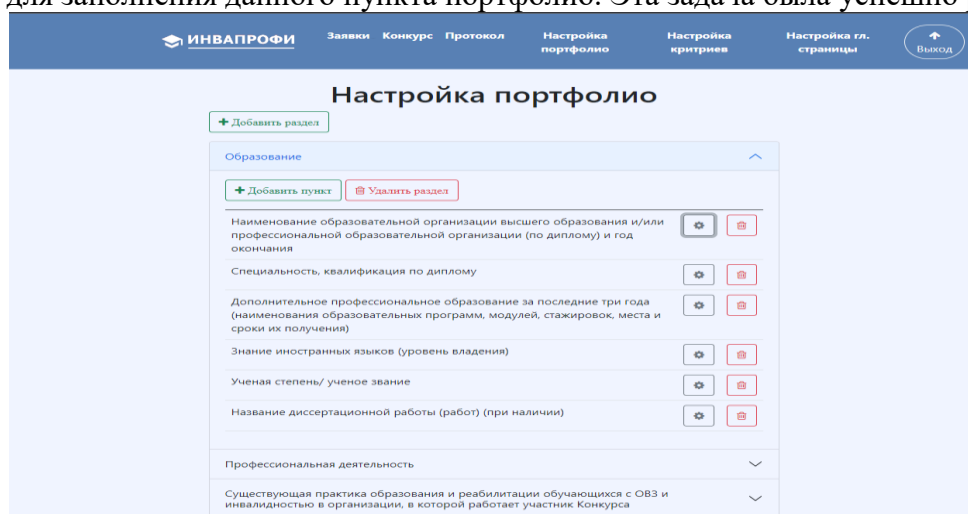 для заполнения данного пункта портфолио. Эта задача была успешно
ИНВАПРОФИ
Заявки Конкурс Протокол Настройка портфолио Настройка критриев Настройка гл. страницы Выход
Настройка портфолио
Добавить раздел
Образование
Добавить пункт Удалить раздел
Наименование образовательной организации высшего образования и/или
профессиональной образовательной организации (по диплому) и год
окончания
Специальность, квалификация по диплому
Дополнительное профессиональное образование за последние три года
(наименования образовательных программ, модулей, стажировок, места и
сроки их получения)
Знание иностранных языков (уровень владения)
Ученая степень/ ученое звание
Название диссертационной работы (работ) (при наличии)
Профессиональная деятельность
Существующая практика образования и реабилитации обучающихся с ОВЗ и
инвалидностью в организации, в которой работает участник Конкурса